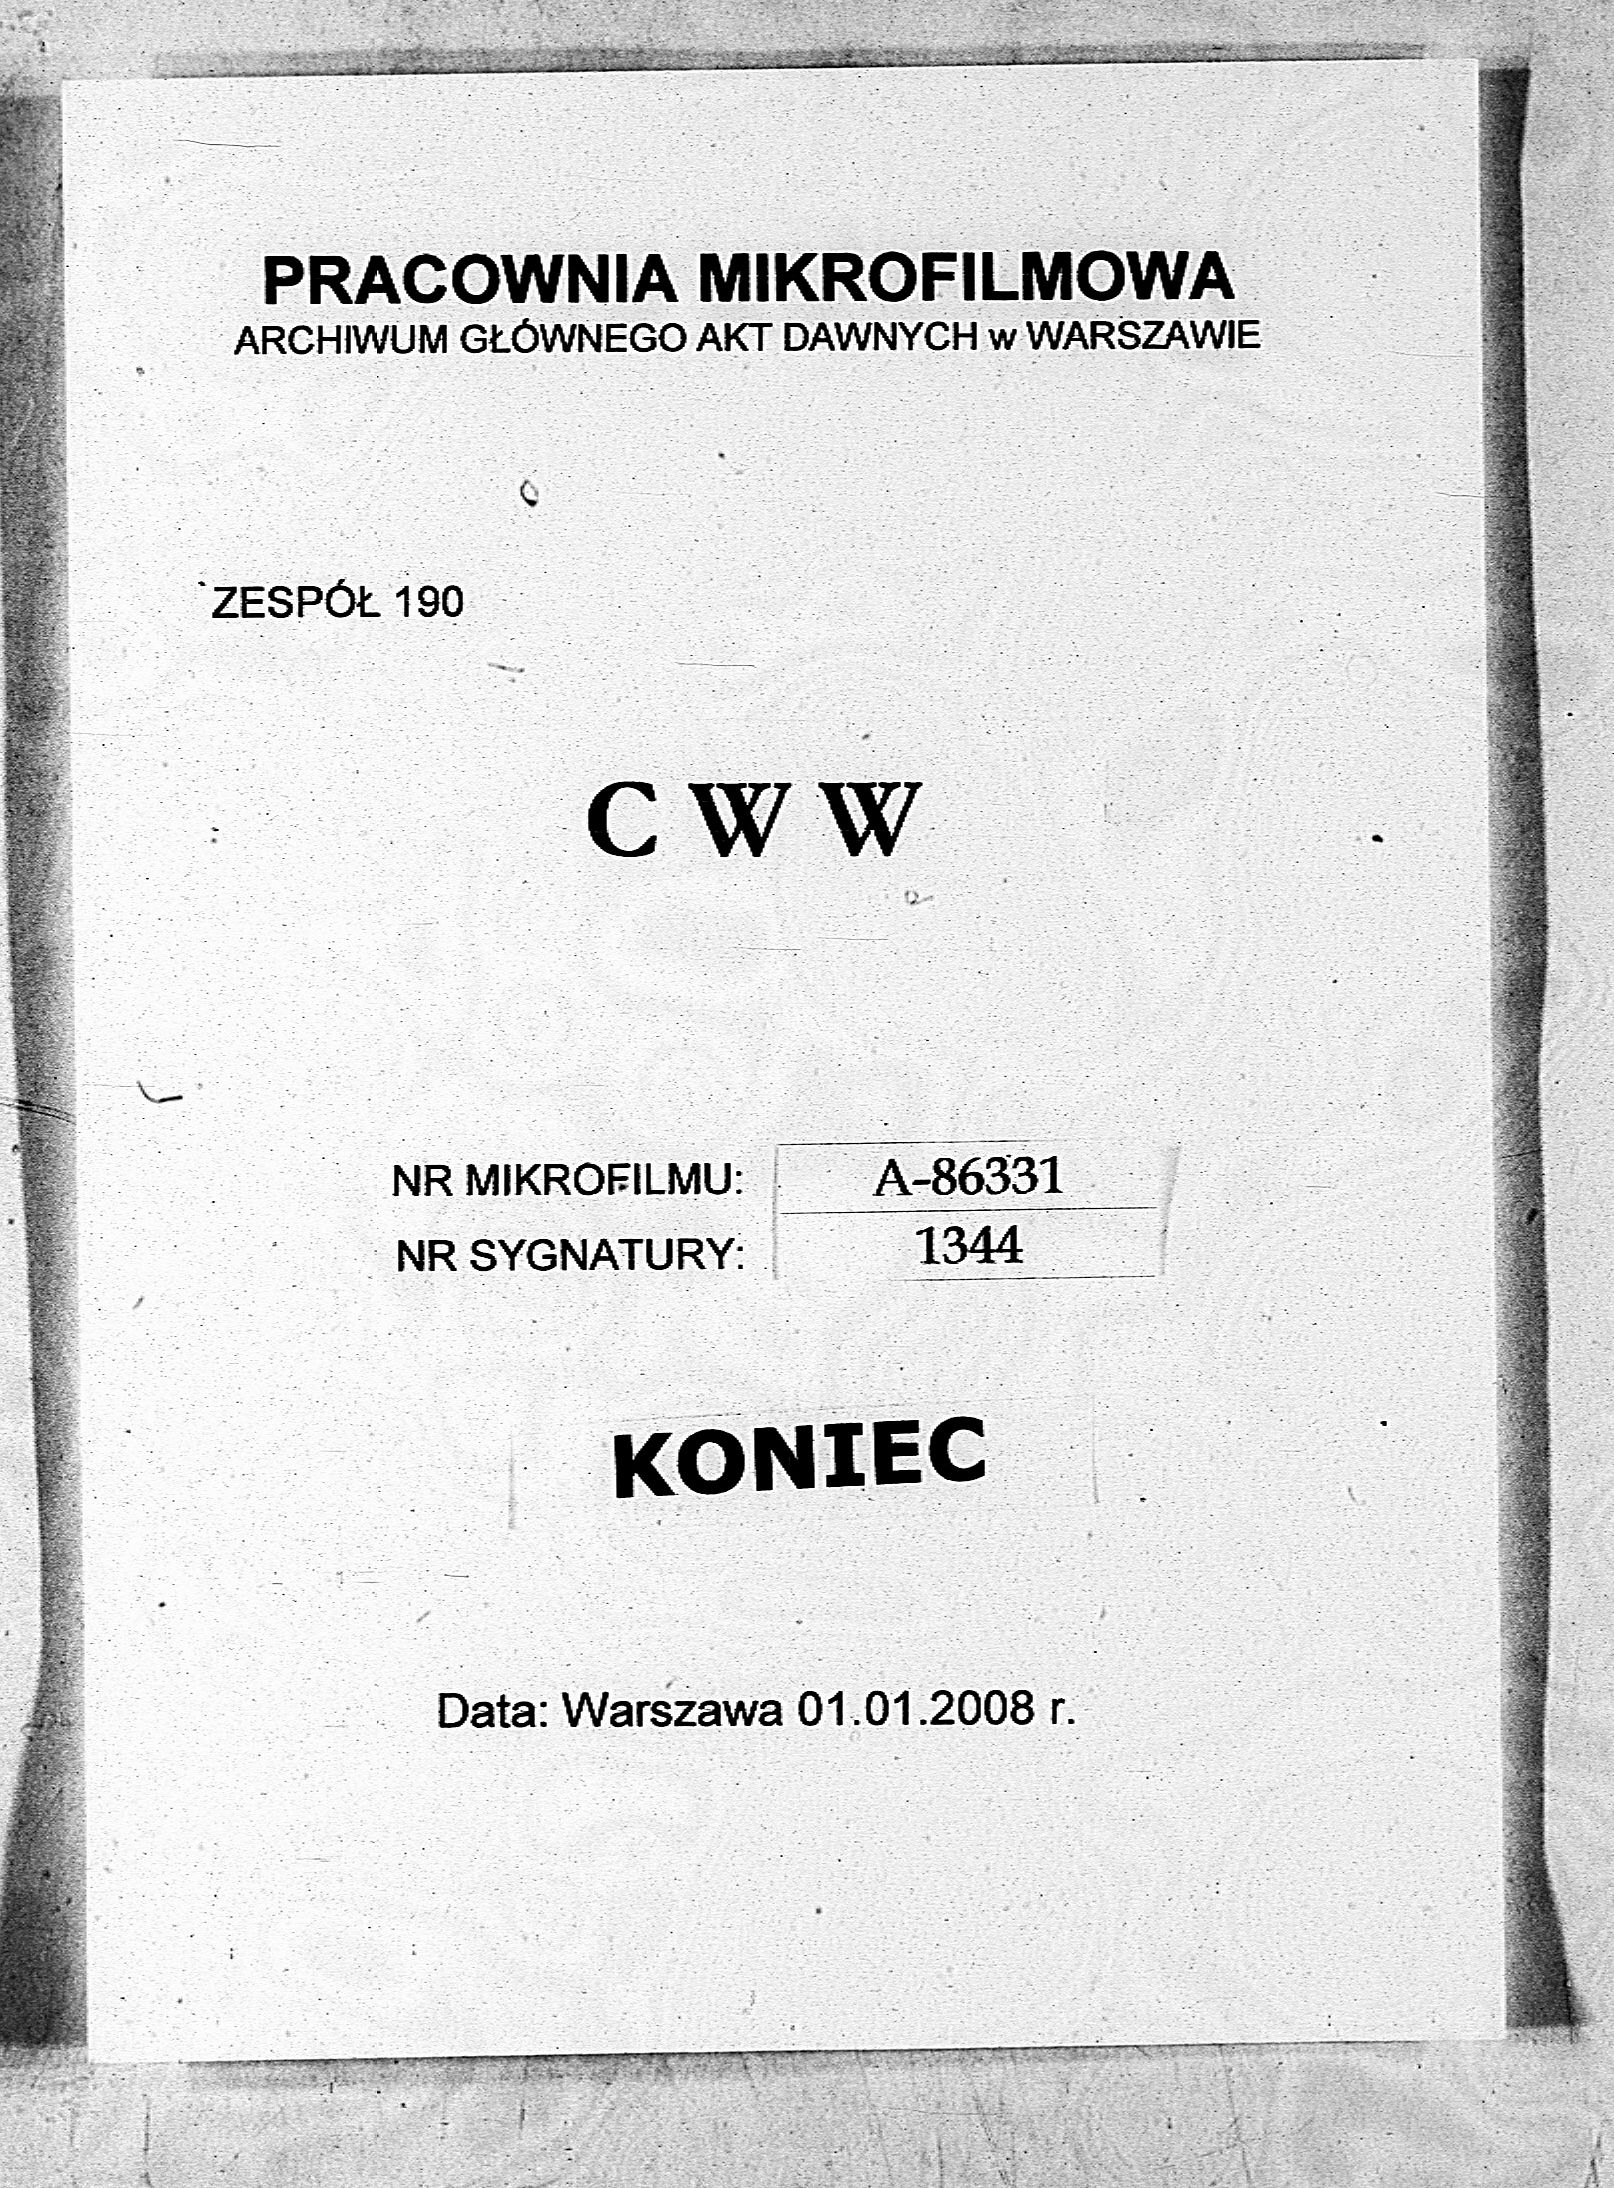 PRACOWNIA MIKROFILMOWA
ARCHIWUM GŁÓWNEGO AKT DAWNYCH w WARSZAWIE
ZESPÓŁ 190
C W W
NR MIKROFILMU: A-86331
NR SYGNATURY: 1344
KONIEC
Data: Warszawa 01.01.2008 r.